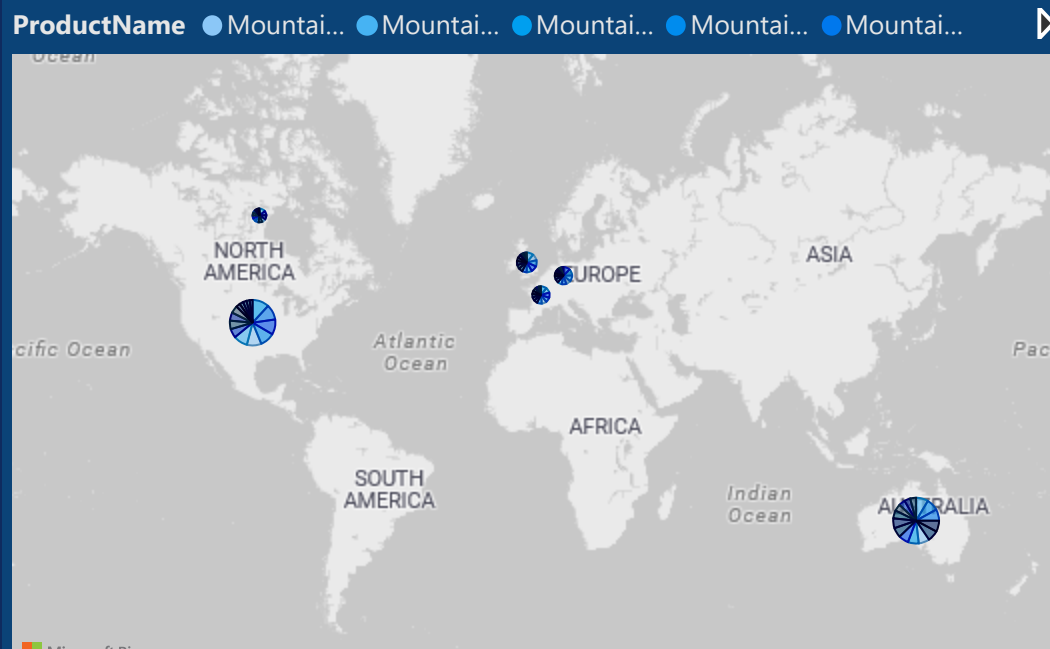 ProductName Mountai... Mountai... Mountai... Mountai... Mountai...
Ocean
NORTH
AMERICA
EUROPE
ASIA
cific Ocean
Atlantic
Ocean
Pac
AFRICA
SOUTH
AMERICA
Indian
Ocean
AUSTRALIA